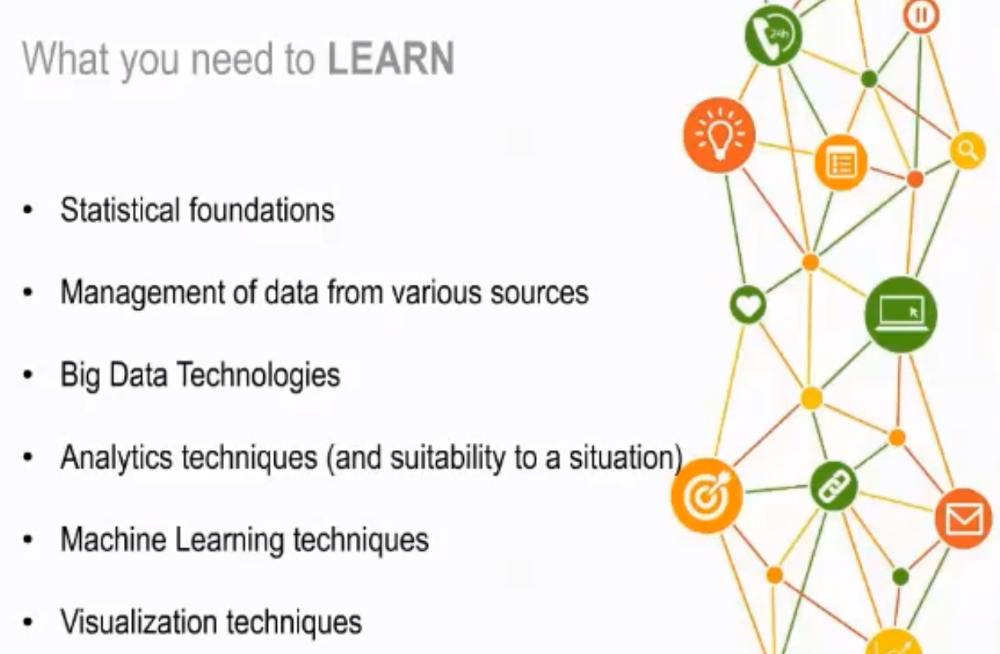 What you need to LEARN
24h
• Statistical foundations
• Management of data from various sources
• Big Data Technologies
• Analytics techniques (and suitability to a situation)
• Machine Learning techniques
• Visualization techniques